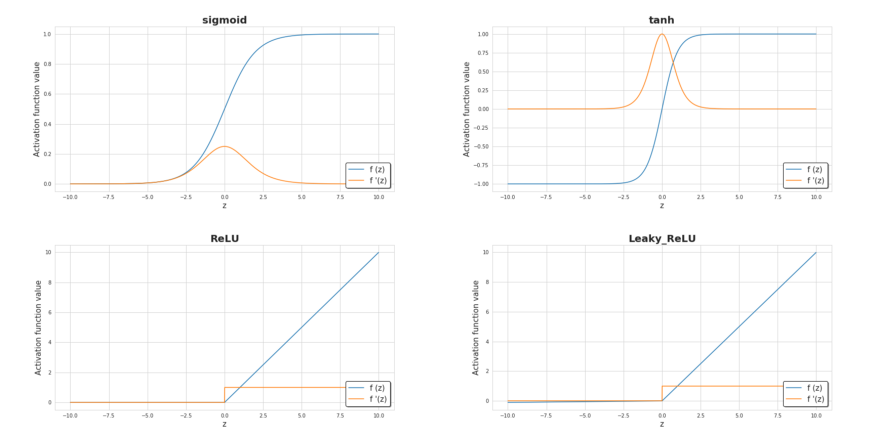 sigmoid
Activation function value
1.0
0.8
0.6
0.4
0.2
0.0
−10.0 −7.5 −5.0 −2.5 0.0 2.5 5.0 7.5 10.0
z
f (z)
f '(z)
tanh
Activation function value
1.00
0.75
0.50
0.25
0.00
−0.25
−0.50
−0.75
−1.00
−10.0 −7.5 −5.0 −2.5 0.0 2.5 5.0 7.5 10.0
z
f (z)
f '(z)
ReLU
Activation function value
10
8
6
4
2
0
−10.0 −7.5 −5.0 −2.5 0.0 2.5 5.0 7.5 10.0
z
f (z)
f '(z)
Leaky_ReLU
Activation function value
10
8
6
4
2
0
−10.0 −7.5 −5.0 −2.5 0.0 2.5 5.0 7.5 10.0
z
f (z)
f '(z)